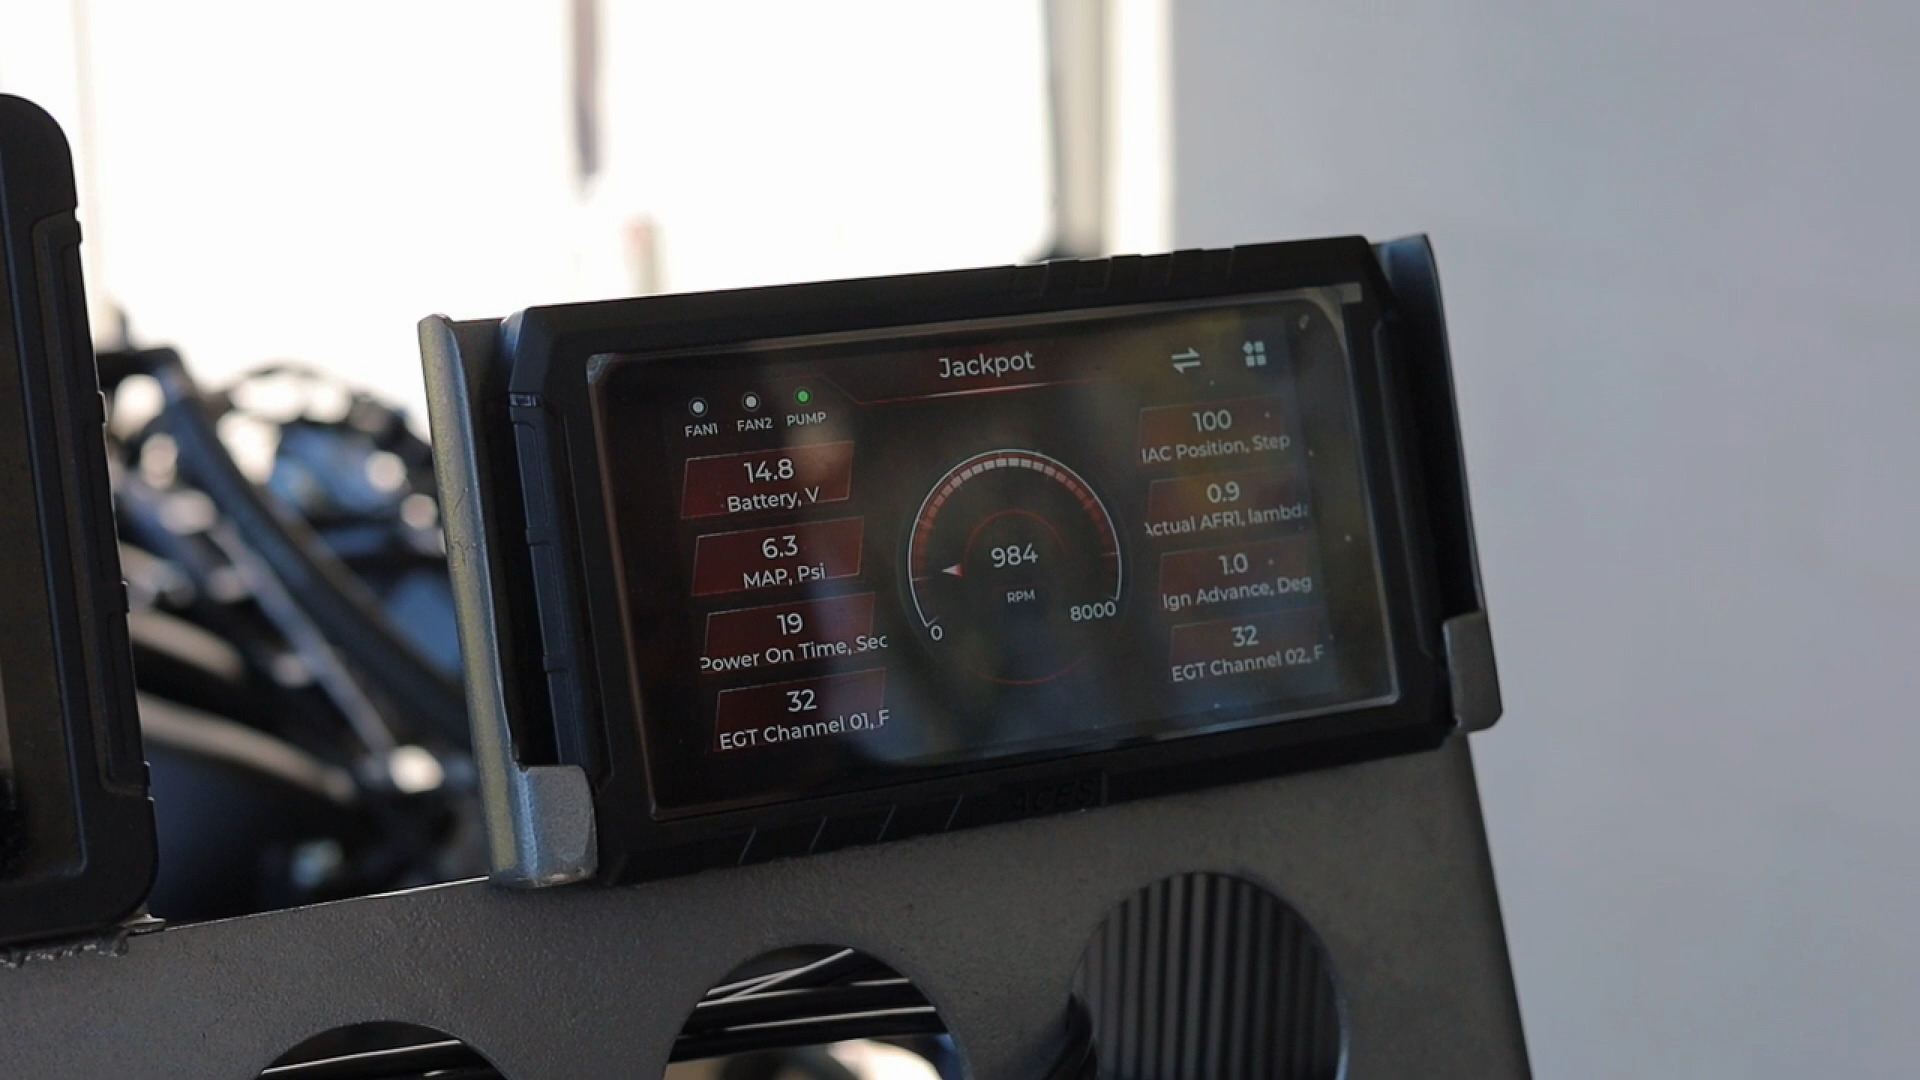 Jackpot
FAN1 FAN2 PUMP
14.8
Battery, V
6.3
MAP, Psi
19
Power On Time, Sec
32
EGT Channel 01, F
984
RPM
0
8000
100
IAC Position, Step
0.9
Actual AFR1, lambda
1.0
Ign Advance, Deg
32
EGT Channel 02, F
ACES